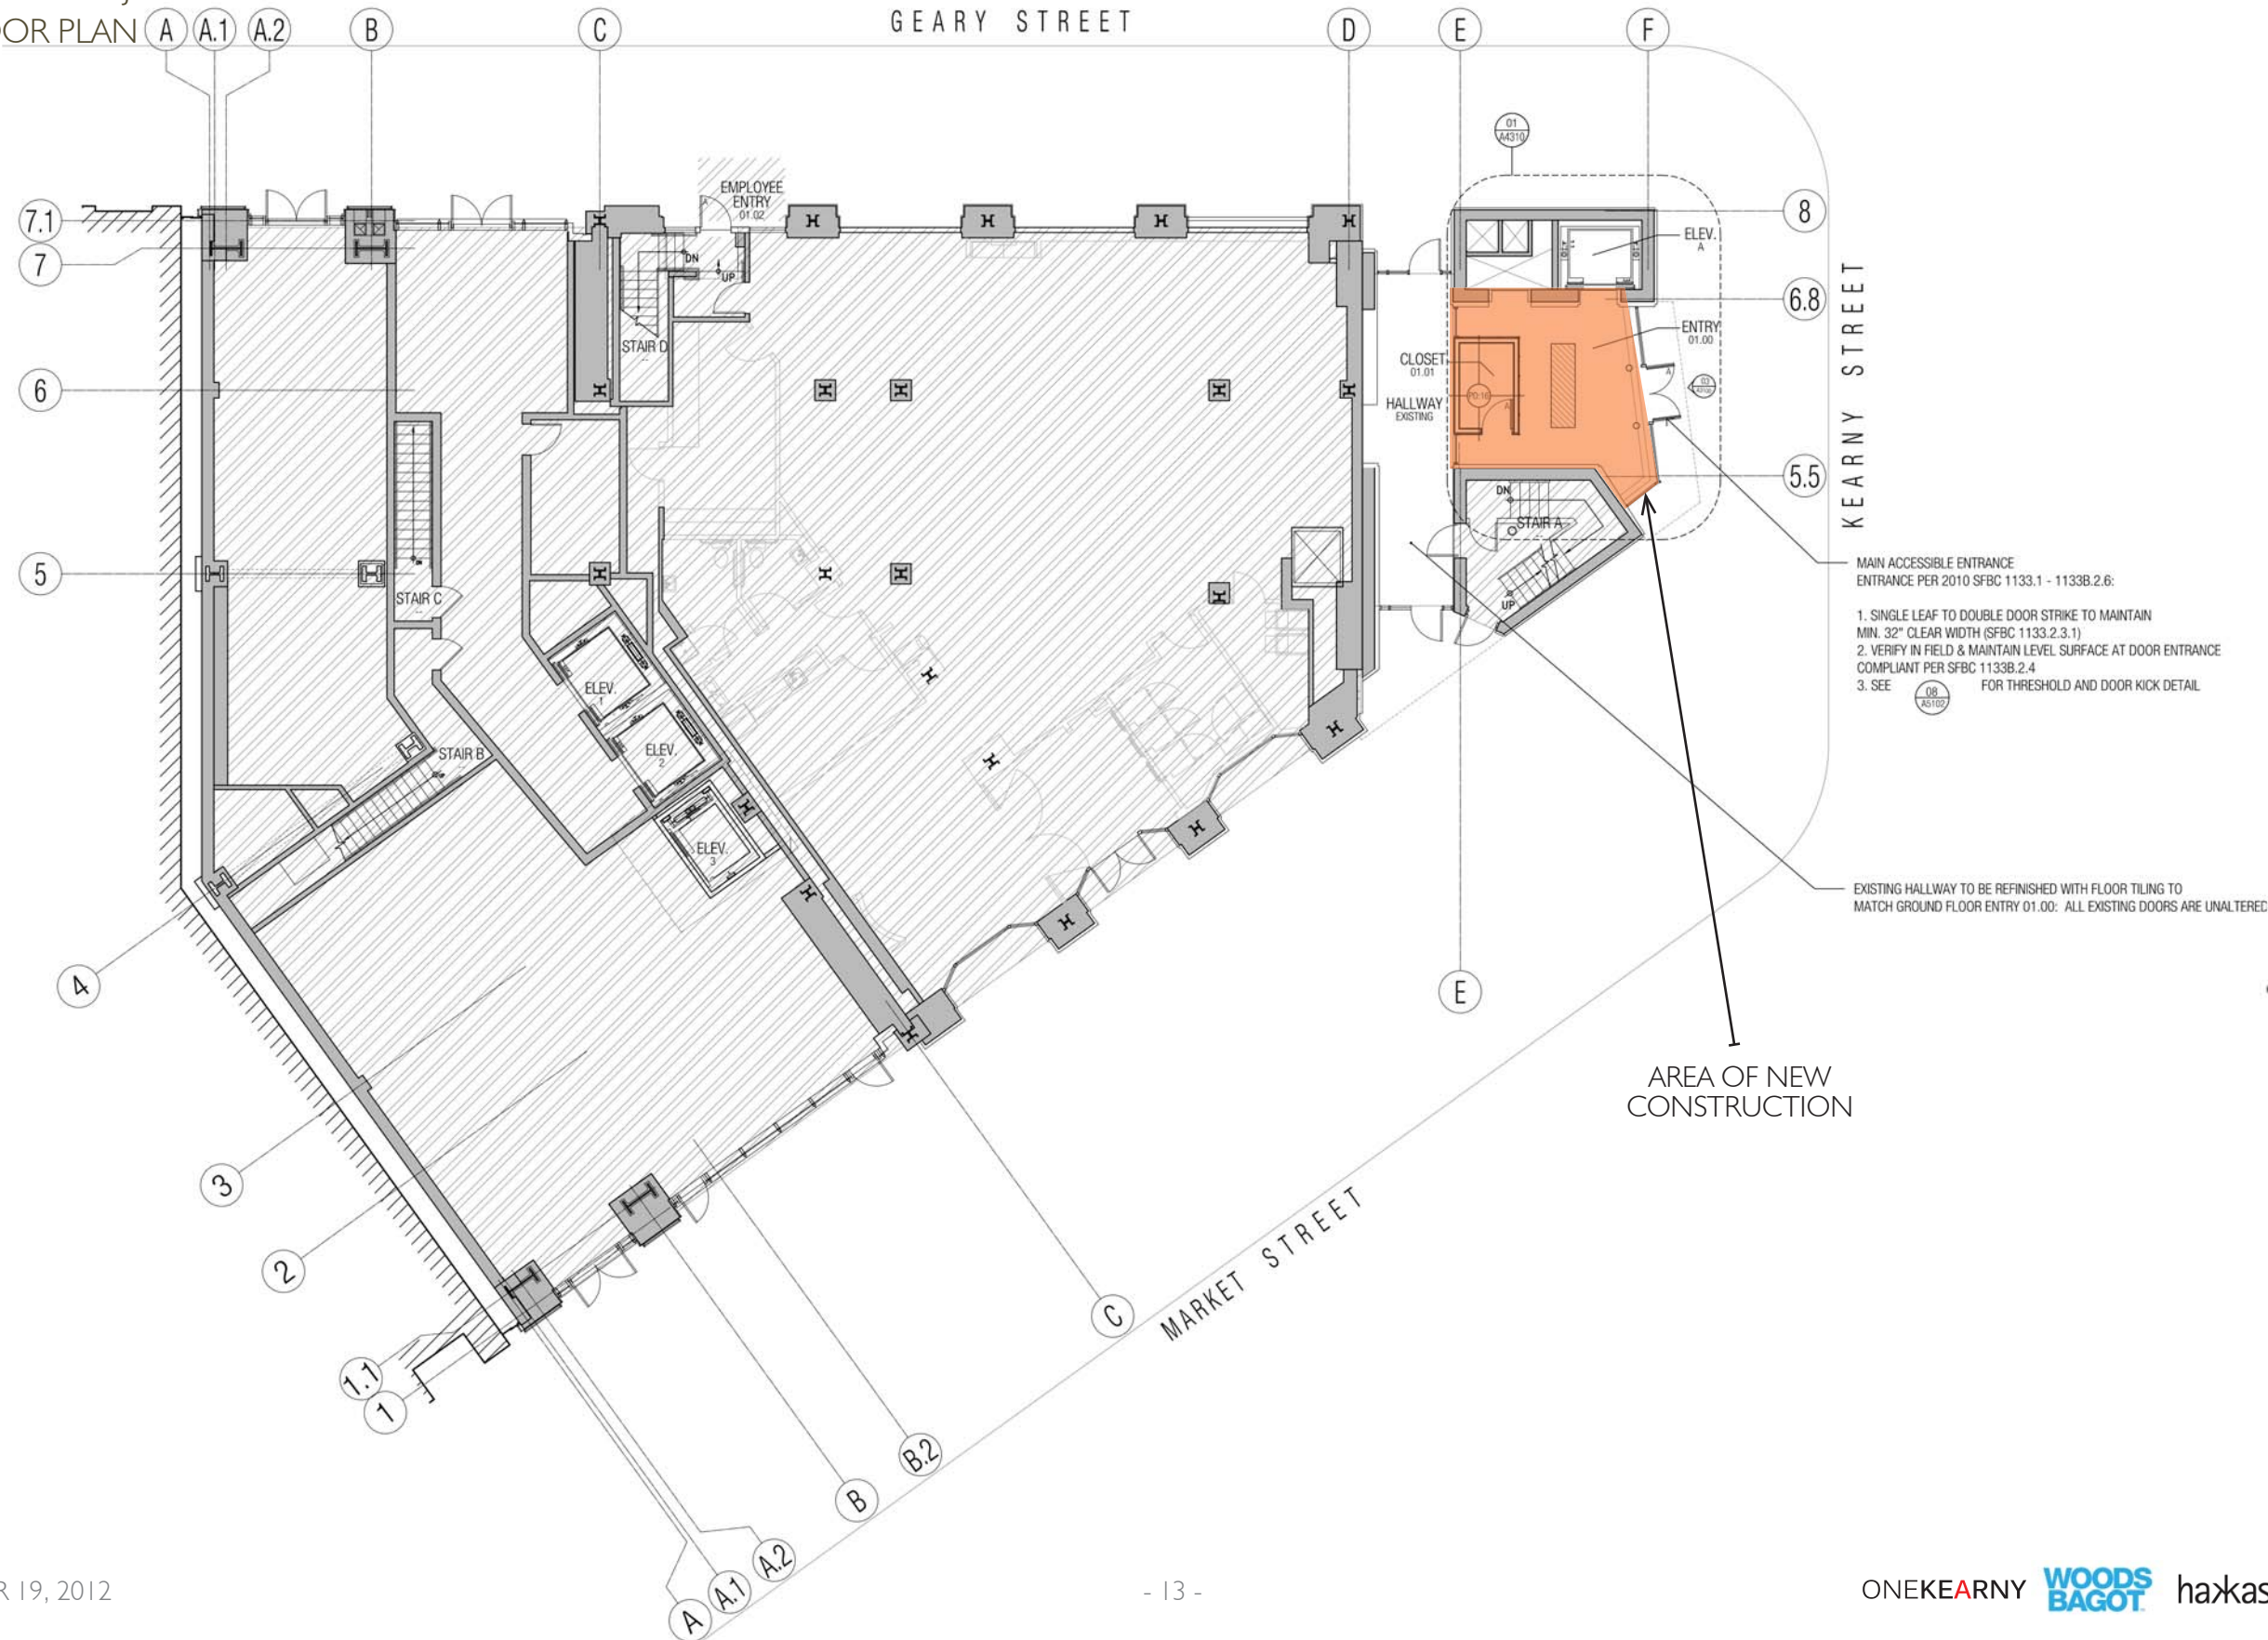 OOR PLAN
A
A.1
A.2
B
C
GEARY STREET
D
E
F
01
A4310
EMPLOYEE
ENTRY
01.02
A
7.1
8
7
ELEV.
A
DN
UP
6.8
KEARNY STREET
ENTRY
01.00
STAIR D
CLOSET
01.01
A
03
6
HALLWAY
EXISTING
A
5.5
DN
STAIR A
UP
5
STAIR C
MAIN ACCESSIBLE ENTRANCE
ENTRANCE PER 2010 SFBC 1133.1 - 1133B.2.6:
1. SINGLE LEAF TO DOUBLE DOOR STRIKE TO MAINTAIN
MIN. 32" CLEAR WIDTH (SFBC 1133.2.3.1)
2. VERIFY IN FIELD & MAINTAIN LEVEL SURFACE AT DOOR ENTRANCE
COMPLIANT PER SFBC 1133B.2.4
3. SEE 08 A5102 FOR THRESHOLD AND DOOR KICK DETAIL
ELEV.
1
STAIR B
ELEV.
2
ELEV.
3
EXISTING HALLWAY TO BE REFINISHED WITH FLOOR TILING TO
MATCH GROUND FLOOR ENTRY 01.00: ALL EXISTING DOORS ARE UNALTERED
4
E
AREA OF NEW
CONSTRUCTION
3
2
MARKET STREET
C
1.1
1
B.2
B
A.2
A.1
A
R 19, 2012
- 13 -
ONEKEARNY
WOODS
BAGOT
hakkas